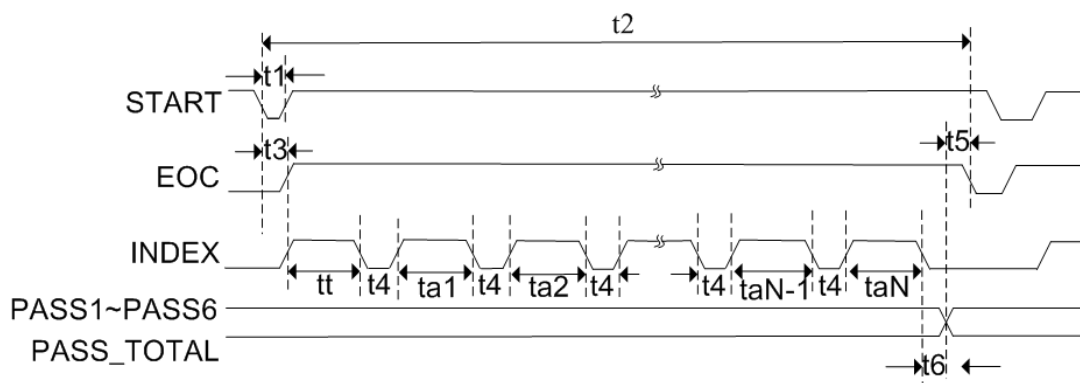 t2
t1
START
t3
t5
EOC
INDEX
tt t4 ta1 t4 ta2 t4 t4 taN-1 t4 taN
PASS1~PASS6
PASS_TOTAL
t6